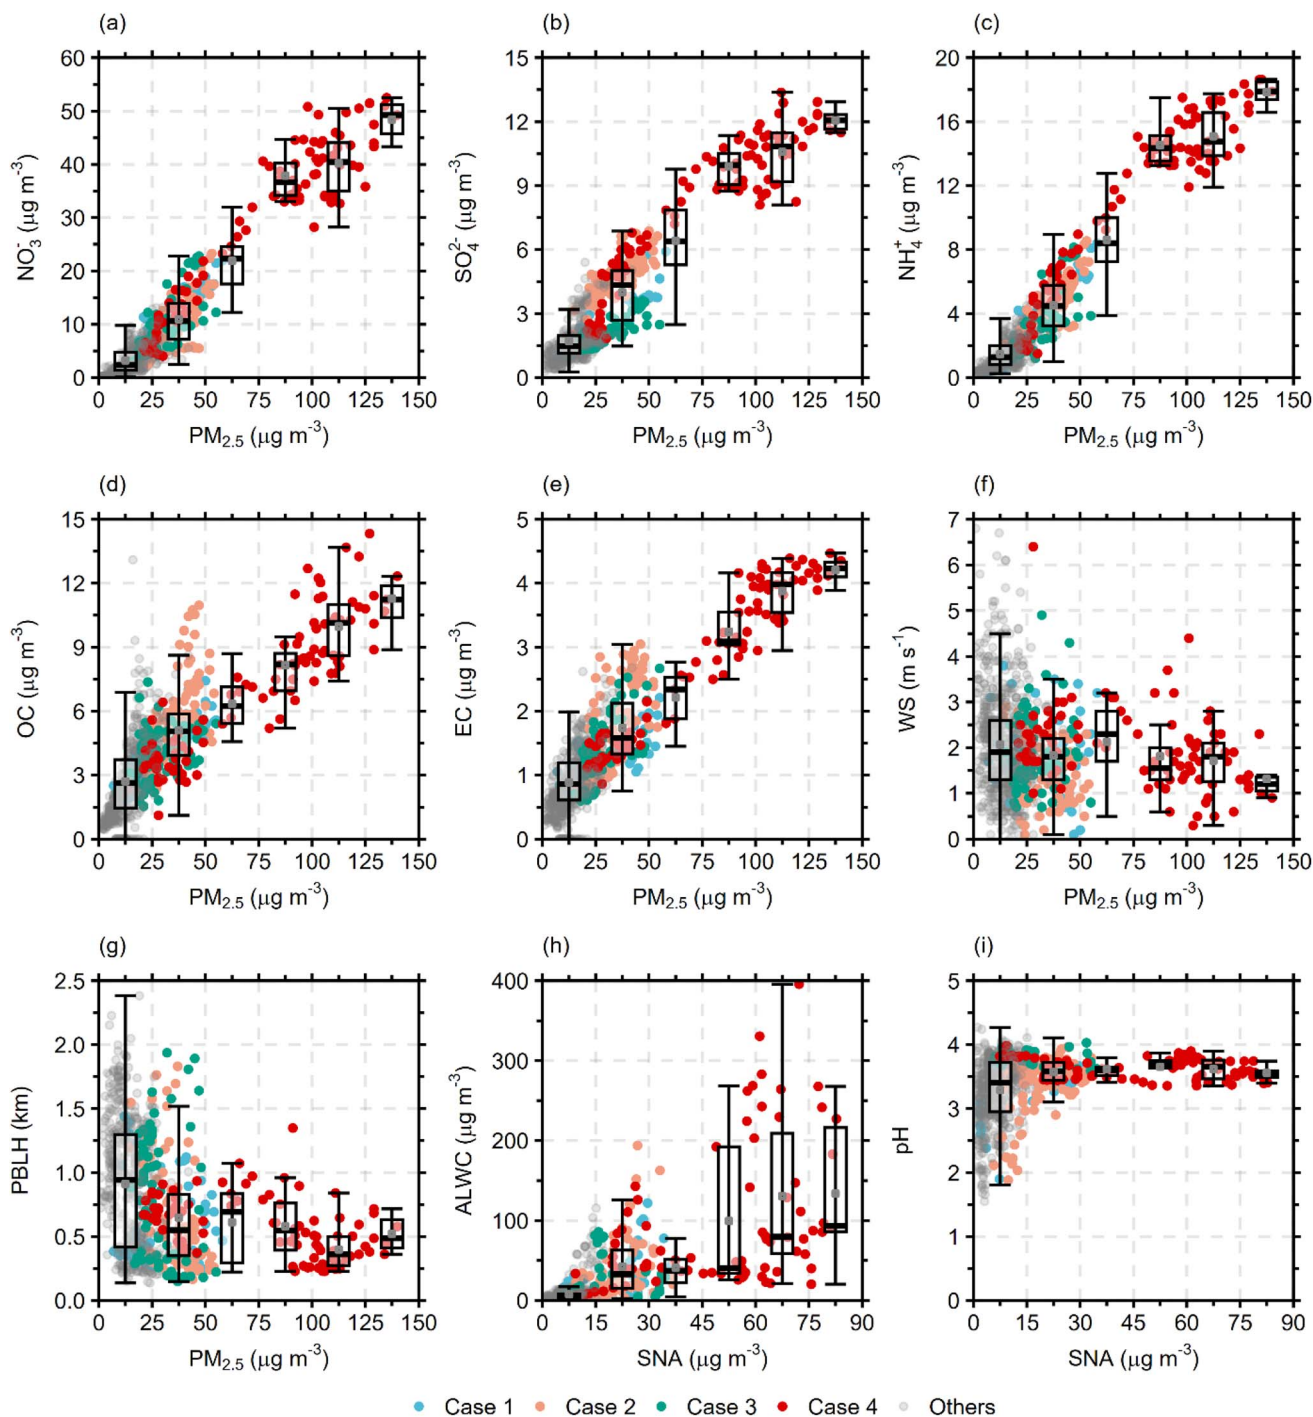 (a)
(b)
(c)
60
50
40
30
20
10
0
NO₃⁻ (μg m⁻³)
0 25 50 75 100 125 150
PM₂.₅ (μg m⁻³)
15
12
9
6
3
0
SO₄²⁻ (μg m⁻³)
0 25 50 75 100 125 150
PM₂.₅ (μg m⁻³)
20
16
12
8
4
0
NH₄⁺ (μg m⁻³)
0 25 50 75 100 125 150
PM₂.₅ (μg m⁻³)
(d)
(e)
(f)
15
12
9
6
3
0
OC (μg m⁻³)
0 25 50 75 100 125 150
PM₂.₅ (μg m⁻³)
5
4
3
2
1
0
EC (μg m⁻³)
0 25 50 75 100 125 150
PM₂.₅ (μg m⁻³)
7
6
5
4
3
2
1
0
WS (m s⁻¹)
0 25 50 75 100 125 150
PM₂.₅ (μg m⁻³)
(g)
(h)
(i)
2.5
2.0
1.5
1.0
0.5
0.0
PBLH (km)
0 25 50 75 100 125 150
PM₂.₅ (μg m⁻³)
400
300
200
100
0
ALWC (μg m⁻³)
0 15 30 45 60 75 90
SNA (μg m⁻³)
5
4
3
2
1
0
pH
0 15 30 45 60 75 90
SNA (μg m⁻³)
Case 1 Case 2 Case 3 Case 4 Others